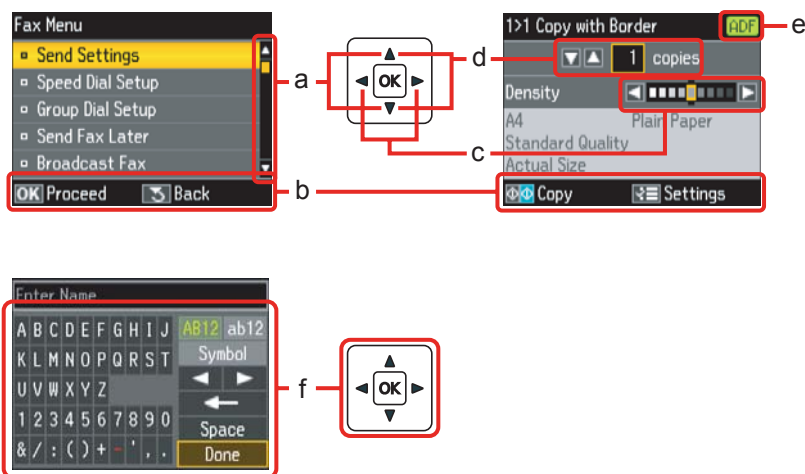 Fax Menu
Send Settings
Speed Dial Setup
Group Dial Setup
Send Fax Later
Broadcast Fax
OK Proceed Back
a
b
OK
d
c
1>1 Copy with Border ADF
1 copies
Density
A4 Plain Paper
Standard Quality
Actual Size
Copy Settings
e
Enter Name
A B C D E F G H I J AB12 ab12
K L M N O P Q R S T Symbol
U V W X Y Z
1 2 3 4 5 6 7 8 9 0 Space
& / : ( ) + - ' , . Done
f
OK